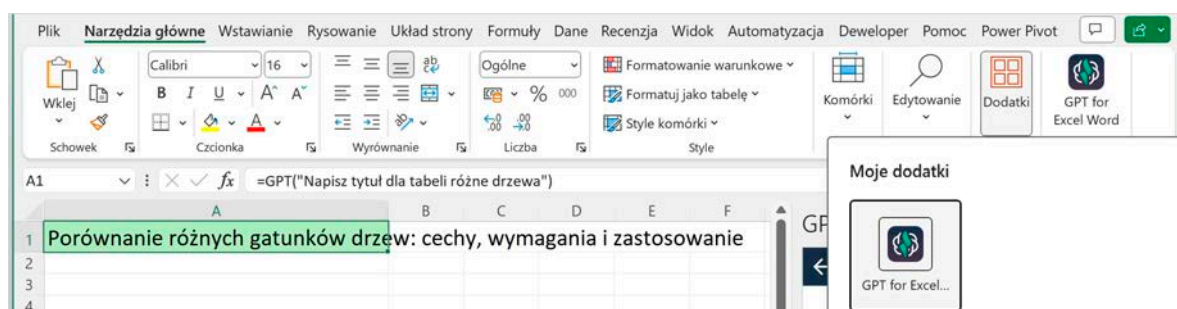 Plik Narzędzia główne Wstawianie Rysowanie Układ strony Formuły Dane Recenzja Widok Automatyzacja Deweloper Pomoc Power Pivot
Calibri 16 ab Ogólne Formatowanie warunkowe
Wklej B I U A A % 000 Formatuj jako tabelę Komórki Edytowanie Dodatki GPT for
Excel Word
A Style komórki
Schowek Czcionka Wyrównanie Liczba Style
A1 fx =GPT("Napisz tytuł dla tabeli różne drzewa")
Moje dodatki
A B C D E F
1 Porównanie różnych gatunków drzew: cechy, wymagania i zastosowanie
2
3
4
GPT for Excel...